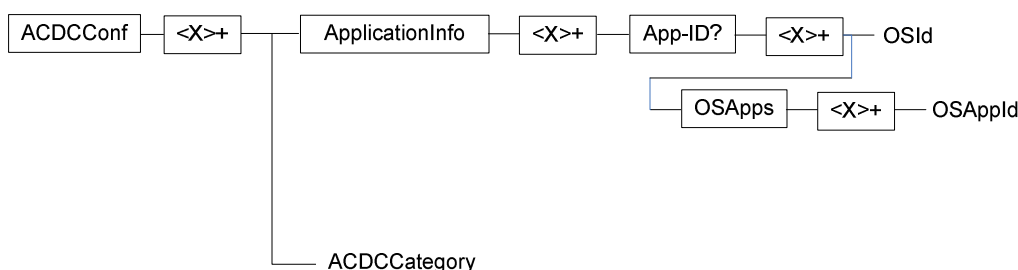 ACDCConf <X>+ ApplicationInfo <X>+ App-ID? <X>+ OSId
OSApps <X>+ OSAppId
ACDCCategory